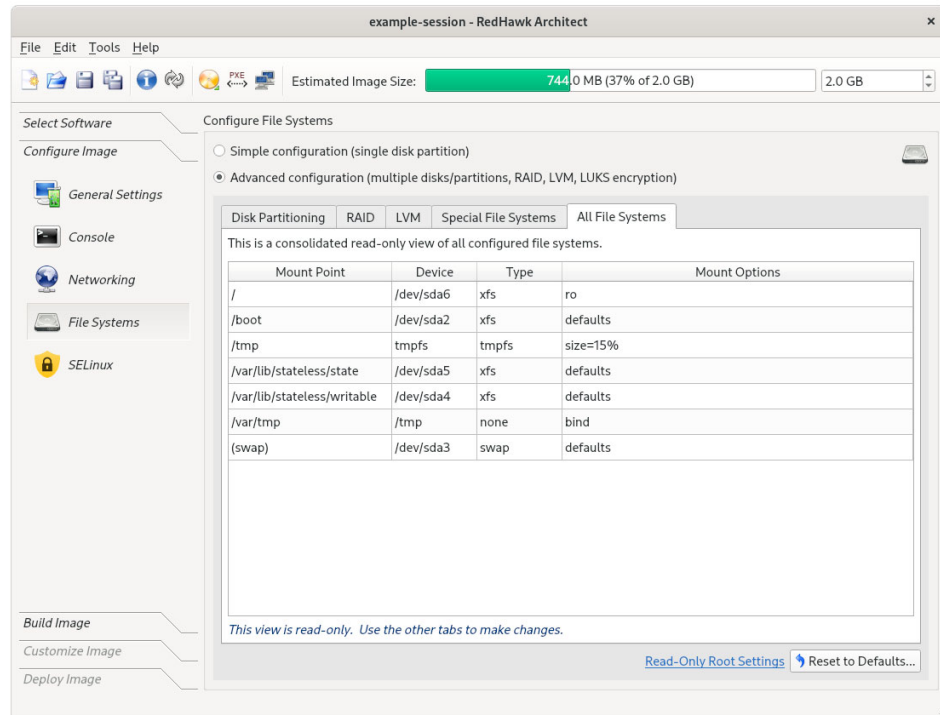 example-session - RedHawk Architect ×
File Edit Tools Help
PXE Estimated Image Size: 744.0 MB (37% of 2.0 GB) 2.0 GB
Select Software
Configure Image
General Settings
Console
Networking
File Systems
SELinux
Build Image
Customize Image
Deploy Image
Configure File Systems
Simple configuration (single disk partition)
Advanced configuration (multiple disks/partitions, RAID, LVM, LUKS encryption)
Disk Partitioning RAID LVM Special File Systems All File Systems
This is a consolidated read-only view of all configured file systems.
Mount Point Device Type Mount Options
/ /dev/sda6 xfs ro
/boot /dev/sda2 xfs defaults
/tmp tmpfs tmpfs size=15%
/var/lib/stateless/state /dev/sda5 xfs defaults
/var/lib/stateless/writable /dev/sda4 xfs defaults
/var/tmp /tmp none bind
(swap) /dev/sda3 swap defaults
This view is read-only. Use the other tabs to make changes.
Read-Only Root Settings Reset to Defaults...